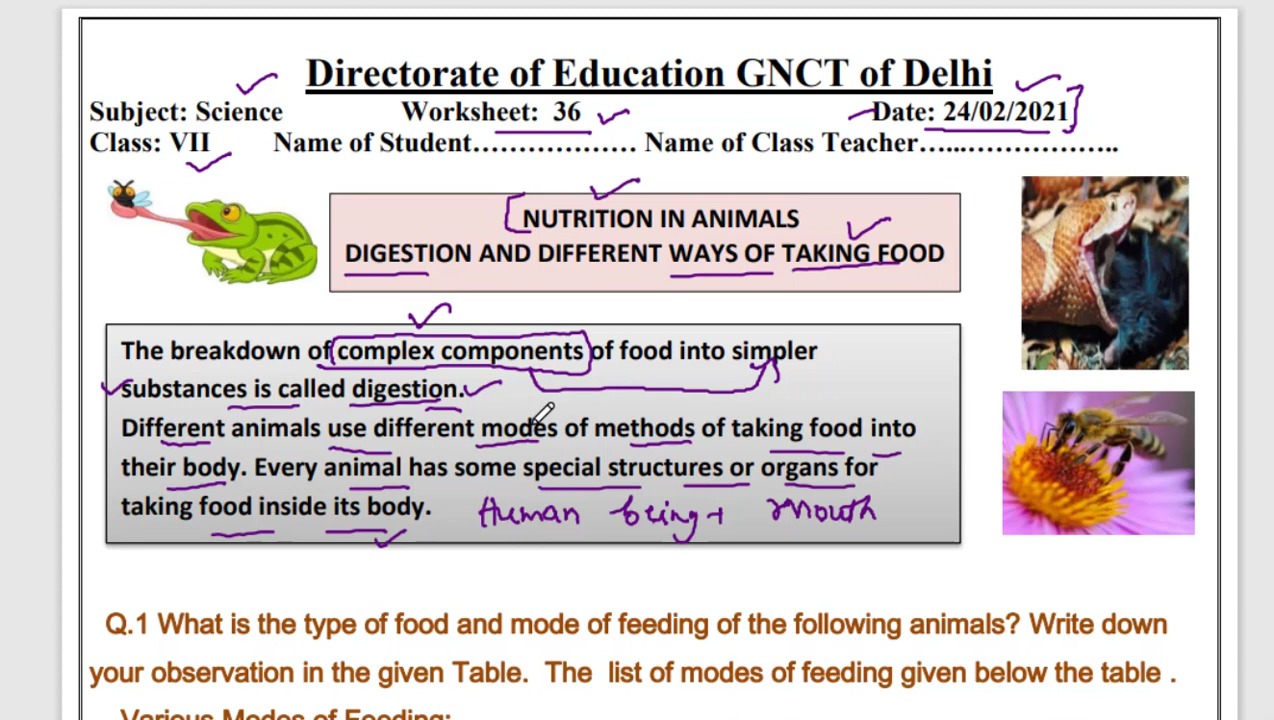 Directorate of Education GNCT of Delhi
Subject: Science Worksheet: 36 Date: 24/02/2021
Class: VII Name of Student……………… Name of Class Teacher…...………………..
NUTRITION IN ANIMALS
DIGESTION AND DIFFERENT WAYS OF TAKING FOOD
The breakdown of complex components of food into simpler
substances is called digestion.
Different animals use different modes of methods of taking food into
their body. Every animal has some special structures or organs for
taking food inside its body.
Human being → mouth
Q.1 What is the type of food and mode of feeding of the following animals? Write down
your observation in the given Table. The list of modes of feeding given below the table .
Various Modes of Feeding: